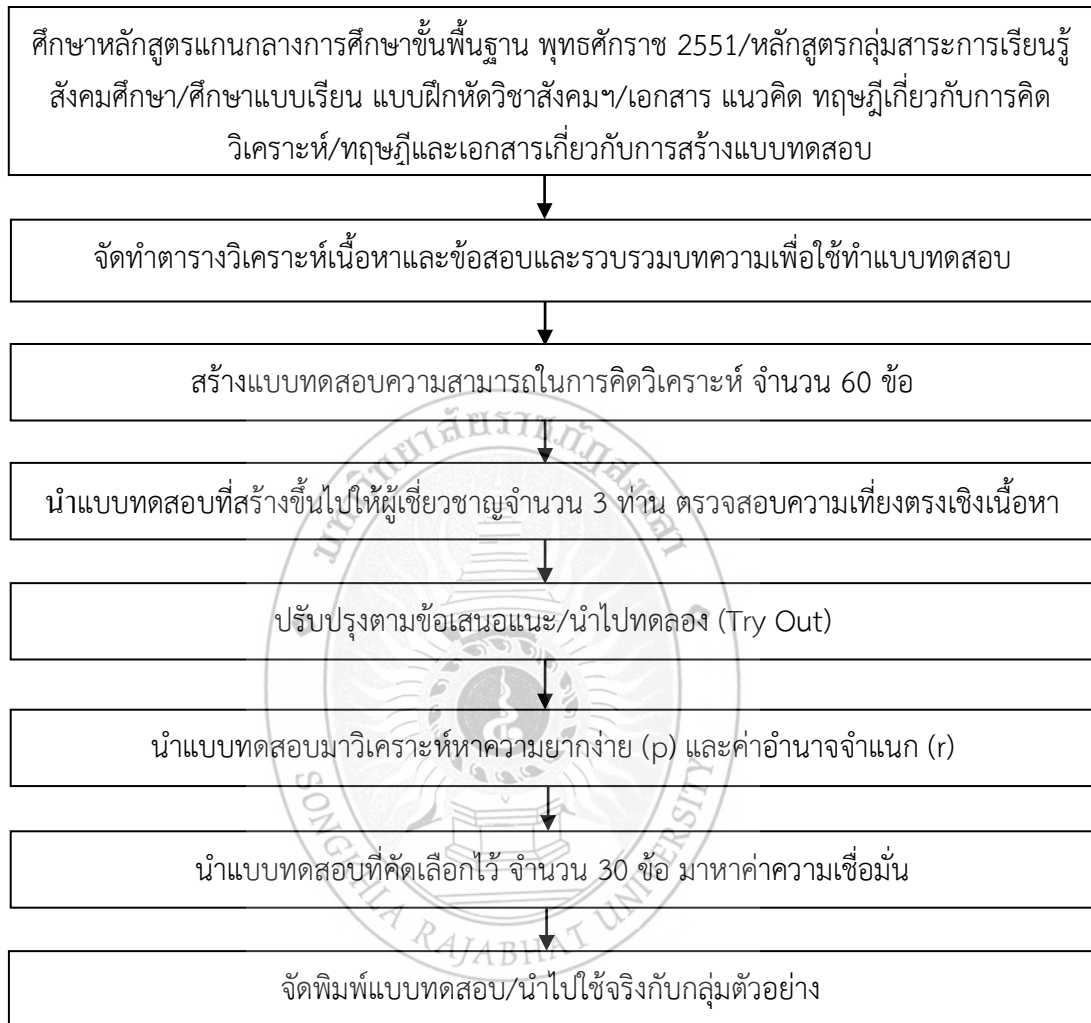 ศึกษาหลักสูตรแกนกลางการศึกษาขั้นพื้นฐาน พุทธศักราช 2551/หลักสูตรกลุ่มสาระการเรียนรู้
สังคมศึกษา/ศึกษาแบบเรียน แบบฝึกหัดวิชาสังคมฯ/เอกสาร แนวคิด ทฤษฎีเกี่ยวกับการคิด
วิเคราะห์/ทฤษฎีและเอกสารเกี่ยวกับการสร้างแบบทดสอบ
จัดทำตารางวิเคราะห์เนื้อหาและข้อสอบและรวบรวมบทความเพื่อใช้ทำแบบทดสอบ
สร้างแบบทดสอบความสามารถในการคิดวิเคราะห์ จำนวน 60 ข้อ
มหาวิทยาลัยราชภัฏสงขลา
นำแบบทดสอบที่สร้างขึ้นไปให้ผู้เชี่ยวชาญจำนวน 3 ท่าน ตรวจสอบความเที่ยงตรงเชิงเนื้อหา
ปรับปรุงตามข้อเสนอแนะ/นำไปทดลอง (Try Out)
นำแบบทดสอบมาวิเคราะห์หาความยากง่าย (p) และค่าอำนาจจำแนก (r)
นำแบบทดสอบที่คัดเลือกไว้ จำนวน 30 ข้อ มาหาค่าความเชื่อมั่น
SONGKHLA RAJABHAT UNIVERSITY
จัดพิมพ์แบบทดสอบ/นำไปใช้จริงกับกลุ่มตัวอย่าง